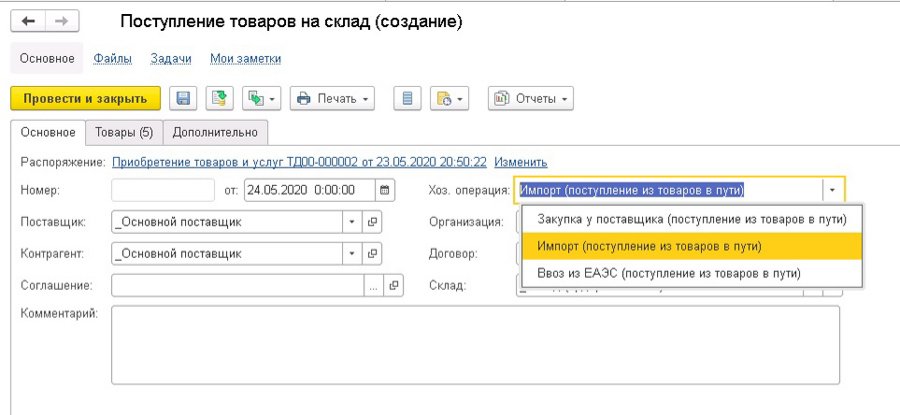 Поступление товаров на склад (создание)
Основное Файлы Задачи Мои заметки
Провести и закрыть Печать Отчеты
Основное Товары (5) Дополнительно
Распоряжение: Приобретение товаров и услуг ТД00-000002 от 23.05.2020 20:50:22 Изменить
Номер: от: 24.05.2020 0:00:00 Хоз. операция: Импорт (поступление из товаров в пути)
Поставщик: _Основной поставщик Организация: Закупка у поставщика (поступление из товаров в пути)
Импорт (поступление из товаров в пути)
Контрагент: _Основной поставщик Договор:
Ввоз из ЕАЭС (поступление из товаров в пути)
Соглашение: ... Склад:
Комментарий: